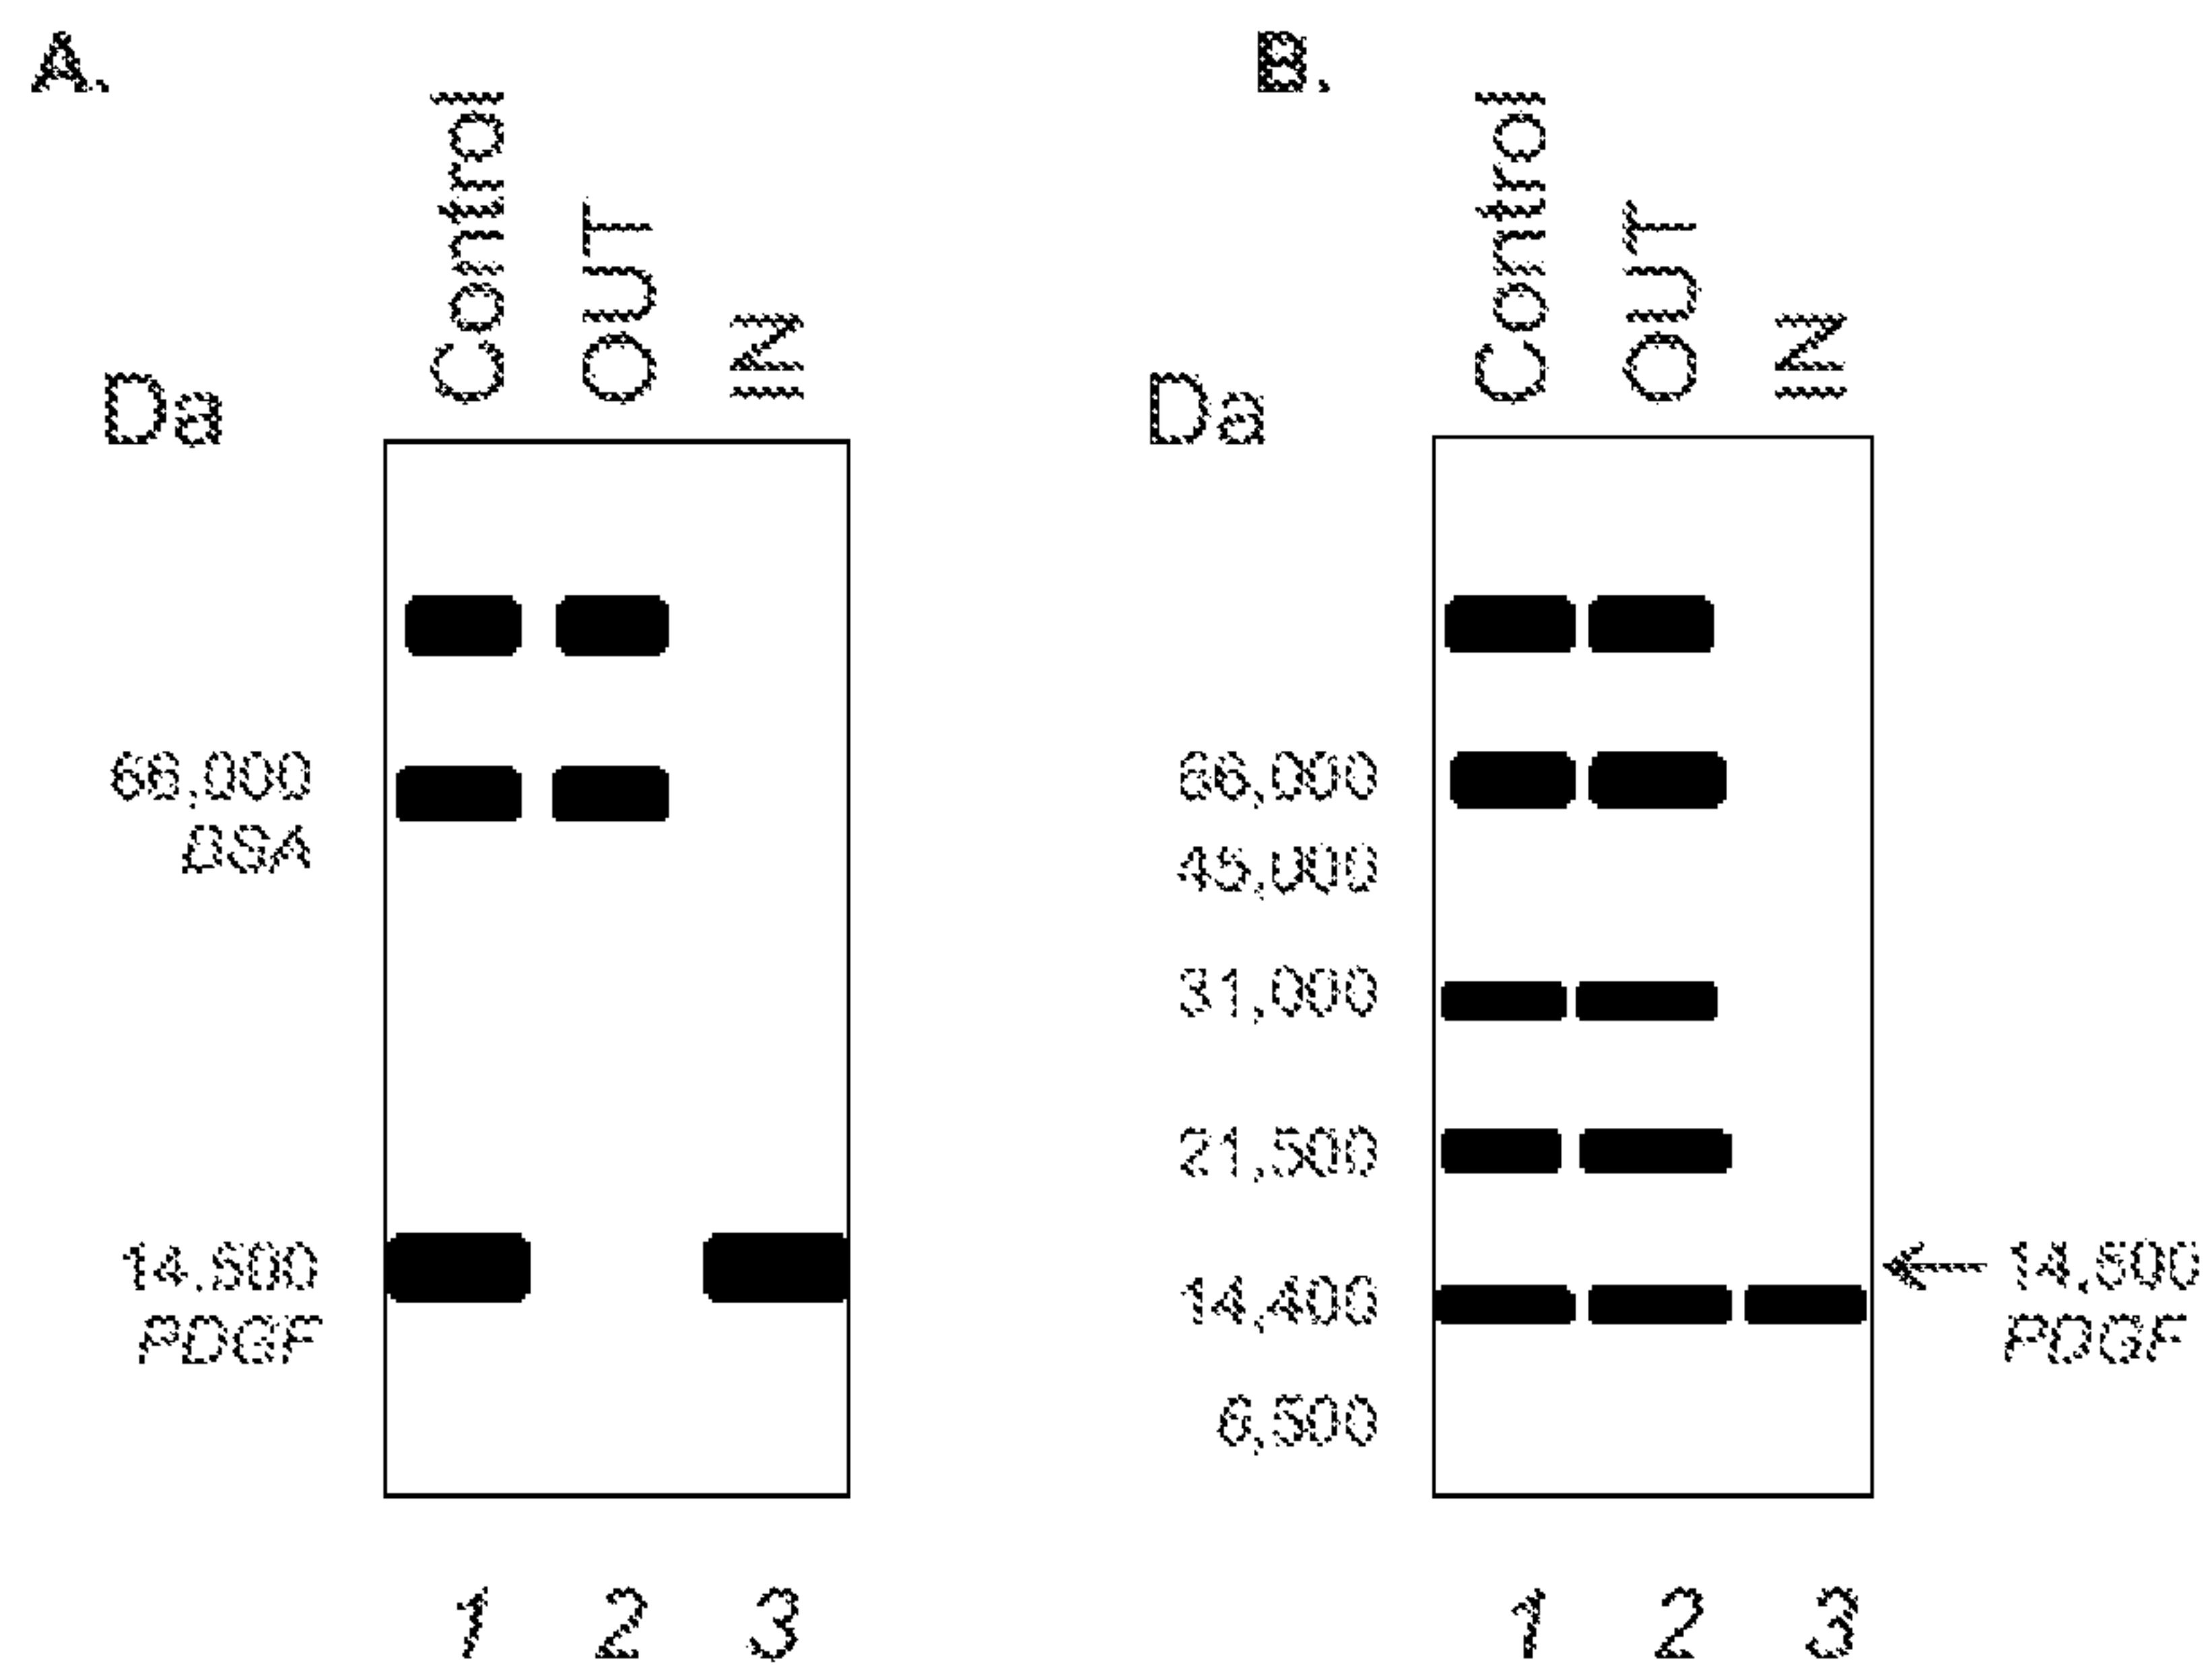 A.
Control
OUT
IN
Da
66,000
BSA
14,500
PDGF
1 2 3
B.
Control
OUT
IN
Da
66,000
45,000
31,000
21,500
14,400
6,500
14,500
PDGF
1 2 3